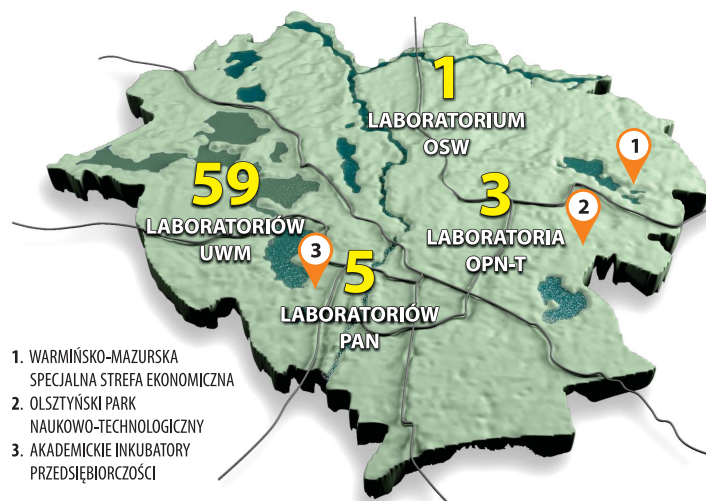 1
LABORATORIUM
OSW
1
59
LABORATORIÓW
UWM
3
LABORATORIA
OPN-T
2
3
5
LABORATORIÓW
PAN
1. WARMIŃSKO-MAZURSKA
SPECJALNA STREFA EKONOMICZNA
2. OLSZTYŃSKI PARK
NAUKOWO-TECHNOLOGICZNY
3. AKADEMICKIE INKUBATORY
PRZEDSIĘBIORCZOŚCI